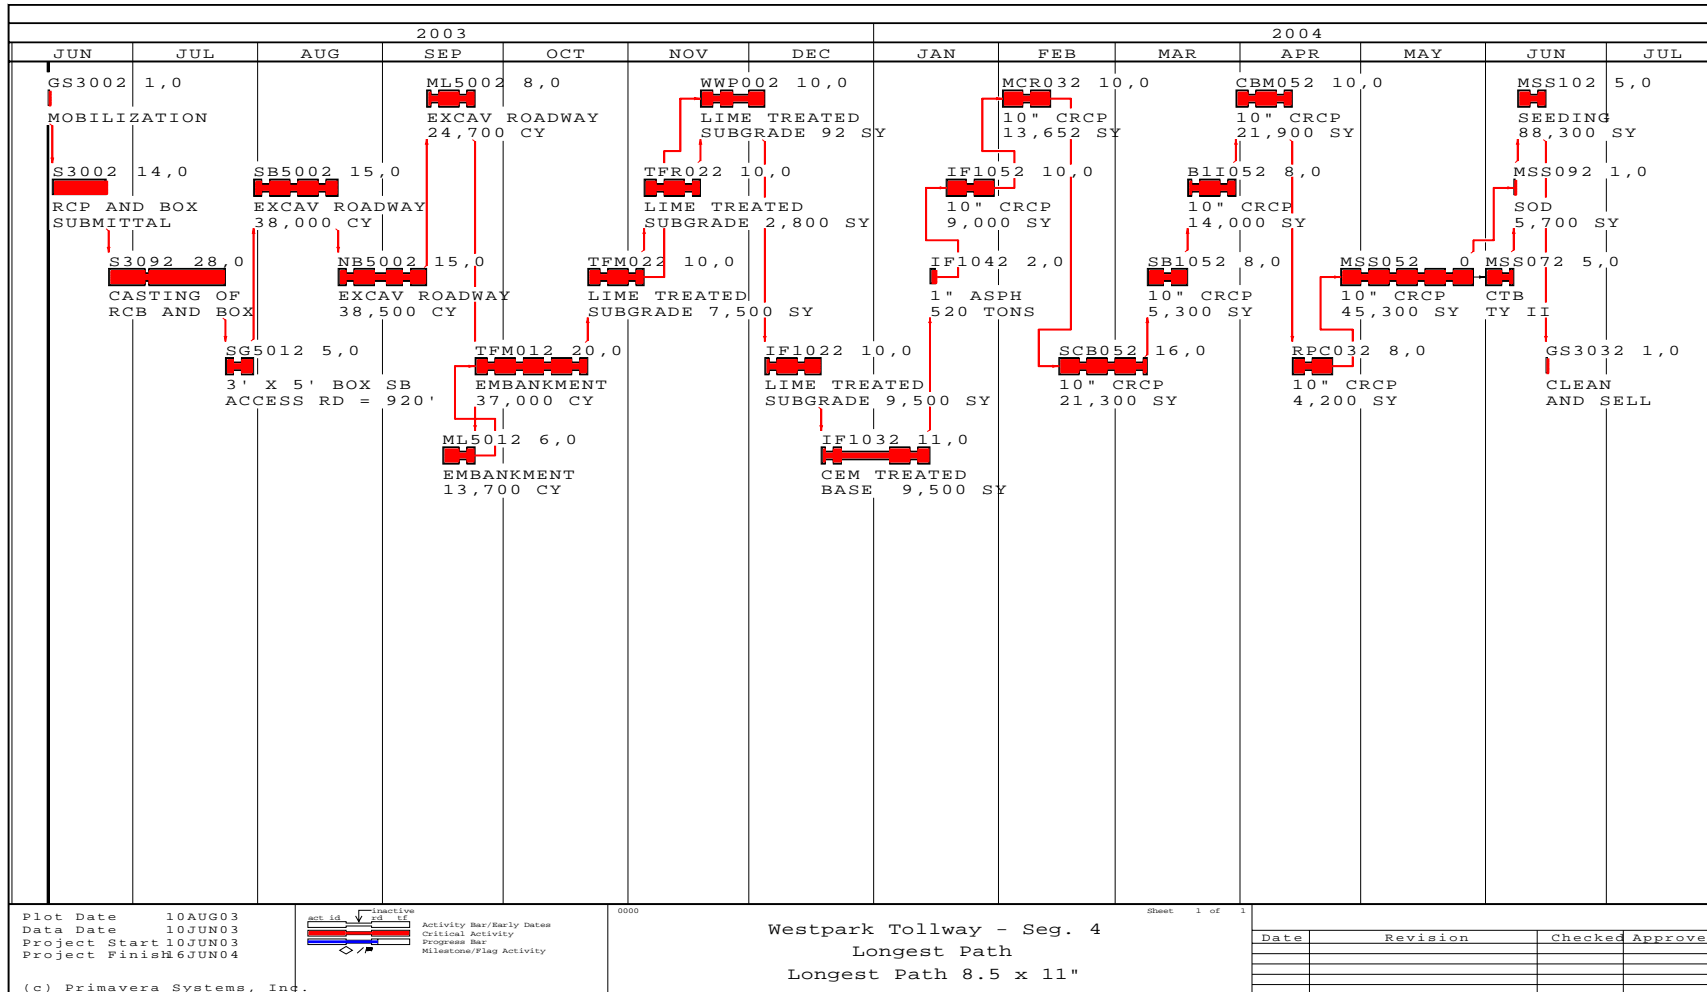 2003 2004
JUN JUL AUG SEP OCT NOV DEC JAN FEB MAR APR MAY JUN JUL
GS3002 1,0
MOBILIZATION
S3002 14,0
RCP AND BOX
SUBMITTAL
S3092 28,0
CASTING OF
RCB AND BOX
SG5012 5,0
3' X 5' BOX SB
ACCESS RD = 920'
SB5002 15,0
EXCAV ROADWAY
38,000 CY
NB5002 15,0
EXCAV ROADWAY
38,500 CY
ML5002 8,0
EXCAV ROADWAY
24,700 CY
TFM012 20,0
EMBANKMENT
37,000 CY
ML5012 6,0
EMBANKMENT
13,700 CY
TFM022 10,0
LIME TREATED
SUBGRADE 7,500 SY
TFR022 10,0
LIME TREATED
SUBGRADE 2,800 SY
WWP002 10,0
LIME TREATED
SUBGRADE 92 SY
IF1022 10,0
LIME TREATED
SUBGRADE 9,500 SY
IF1032 11,0
CEM TREATED
BASE 9,500 SY
IF1042 2,0
1" ASPH
520 TONS
IF1052 10,0
10" CRCP
9,000 SY
MCR032 10,0
10" CRCP
13,652 SY
SCB052 16,0
10" CRCP
21,300 SY
SB1052 8,0
10" CRCP
5,300 SY
B1I052 8,0
10" CRCP
14,000 SY
CBM052 10,0
10" CRCP
21,900 SY
RPC032 8,0
10" CRCP
4,200 SY
MSS052 0
10" CRCP
45,300 SY
MSS072 5,0
CTB
TY II
MSS092 1,0
SOD
5,700 SY
MSS102 5,0
SEEDING
88,300 SY
GS3032 1,0
CLEAN
AND SELL
Plot Date 10AUG03
Data Date 10JUN03
Project Start 10JUN03
Project Finish 16JUN04
(c) Primavera Systems, Inc.
inactive
act id rd tf
Activity Bar/Early Dates
Critical Activity
Progress Bar
Milestone/Flag Activity
0000
Westpark Tollway - Seg. 4
Longest Path
Longest Path 8.5 x 11"
Sheet 1 of 1
Date Revision Checked Approve